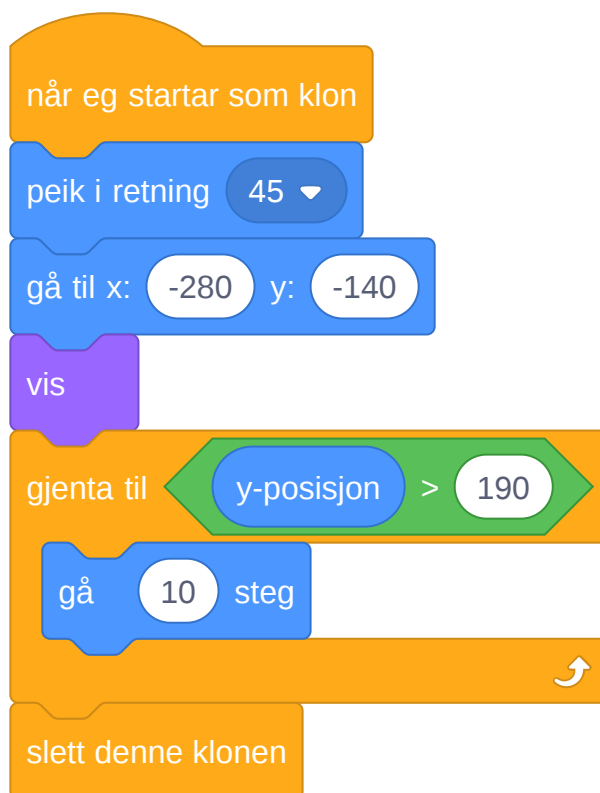 når eg startar som klon
peik i retning 45
gå til x: -280 y: -140
vis
gjenta til y-posisjon > 190
gå 10 steg
slett denne klonen